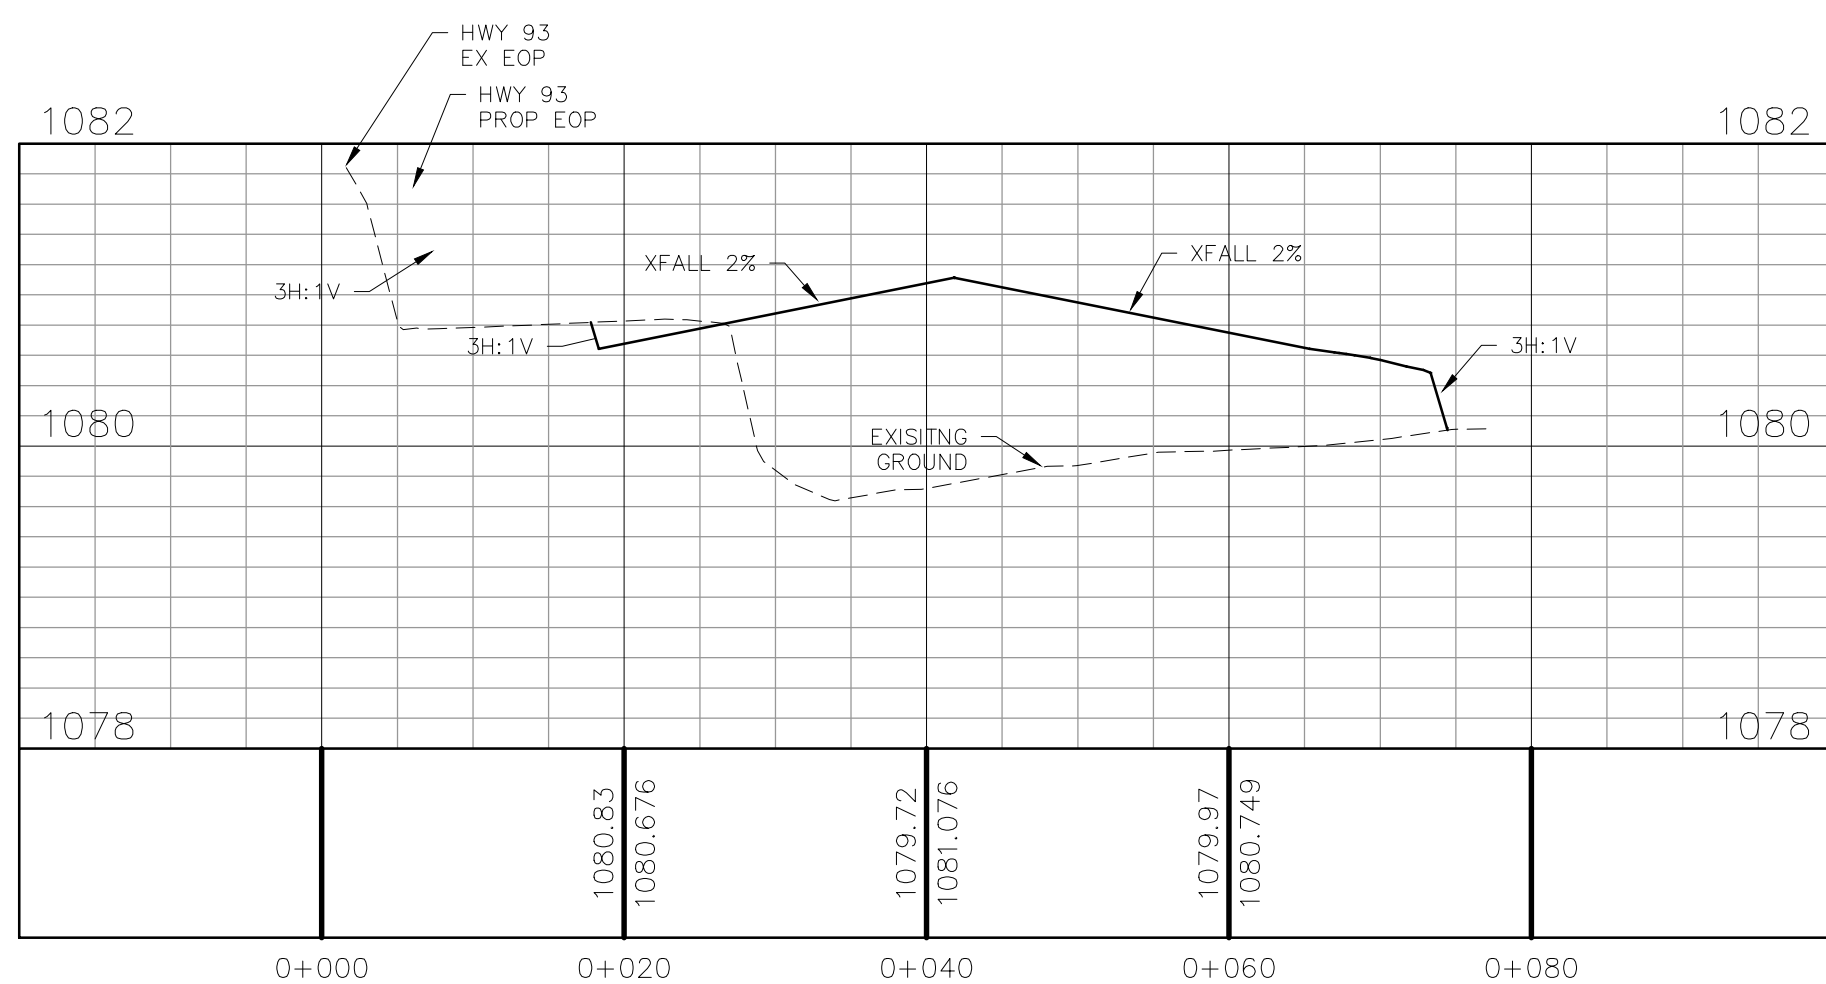 HWY 93
EX EOP
HWY 93
PROP EOP
1082
1082
XFALL 2%
XFALL 2%
3H:1V
3H:1V
3H:1V
1080
1080
EXISITNG
GROUND
1078
1078
1080.83
1080.676
1079.72
1081.076
1079.97
1080.749
0+000
0+020
0+040
0+060
0+080